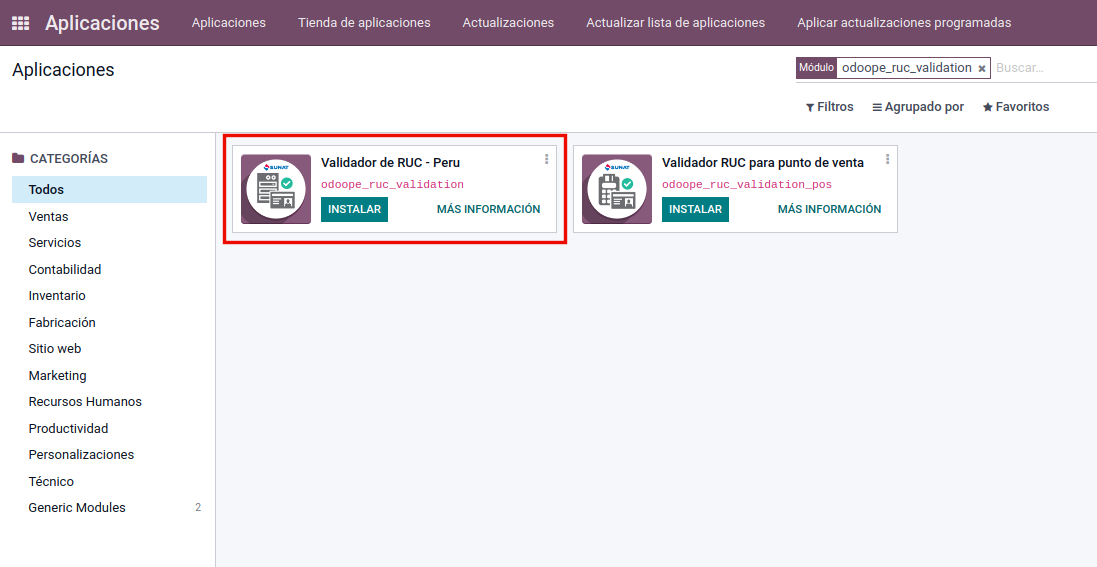 Aplicaciones Aplicaciones Tienda de aplicaciones Actualizaciones Actualizar lista de aplicaciones Aplicar actualizaciones programadas
Aplicaciones
Módulo odoope_ruc_validation × Buscar...
Filtros Agrupado por Favoritos
CATEGORÍAS
Todos
Ventas
Servicios
Contabilidad
Inventario
Fabricación
Sitio web
Marketing
Recursos Humanos
Productividad
Personalizaciones
Técnico
Generic Modules 2
SUNAT
Validador de RUC - Peru
odoope_ruc_validation
INSTALAR MÁS INFORMACIÓN
SUNAT
Validador RUC para punto de venta
odoope_ruc_validation_pos
INSTALAR MÁS INFORMACIÓN